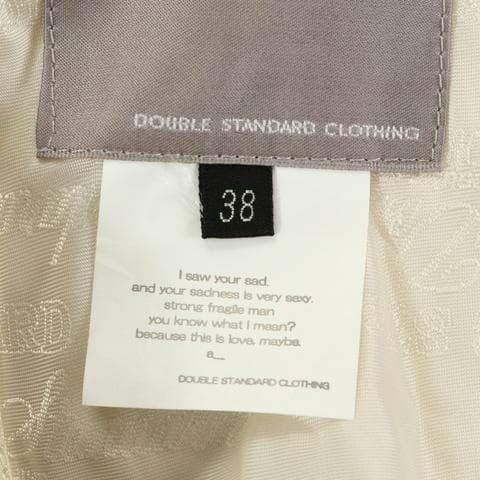 DOUBLE STANDARD CLOTHING
38
I saw your sad.
and your sadness is very sexy.
strong fragile man
you know what I mean?
because this is love, maybe.
a__
DOUBLE STANDARD CLOTHING